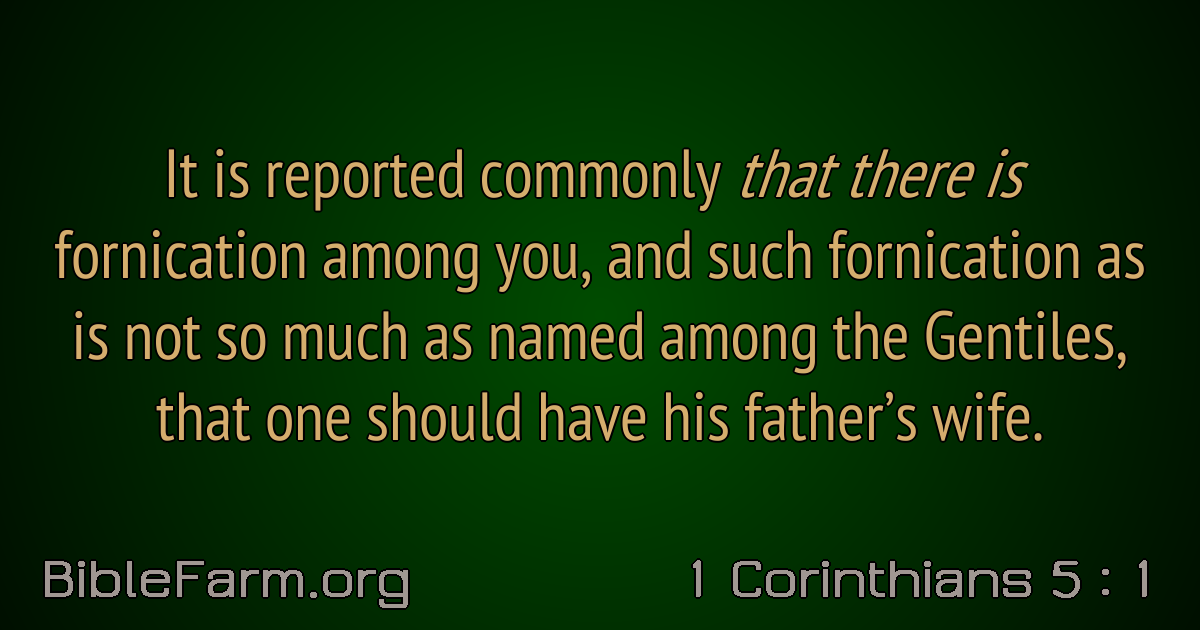 It is reported commonly that there is
fornication among you, and such fornication as
is not so much as named among the Gentiles,
that one should have his father’s wife.
BibleFarm.org
1 Corinthians 5 : 1